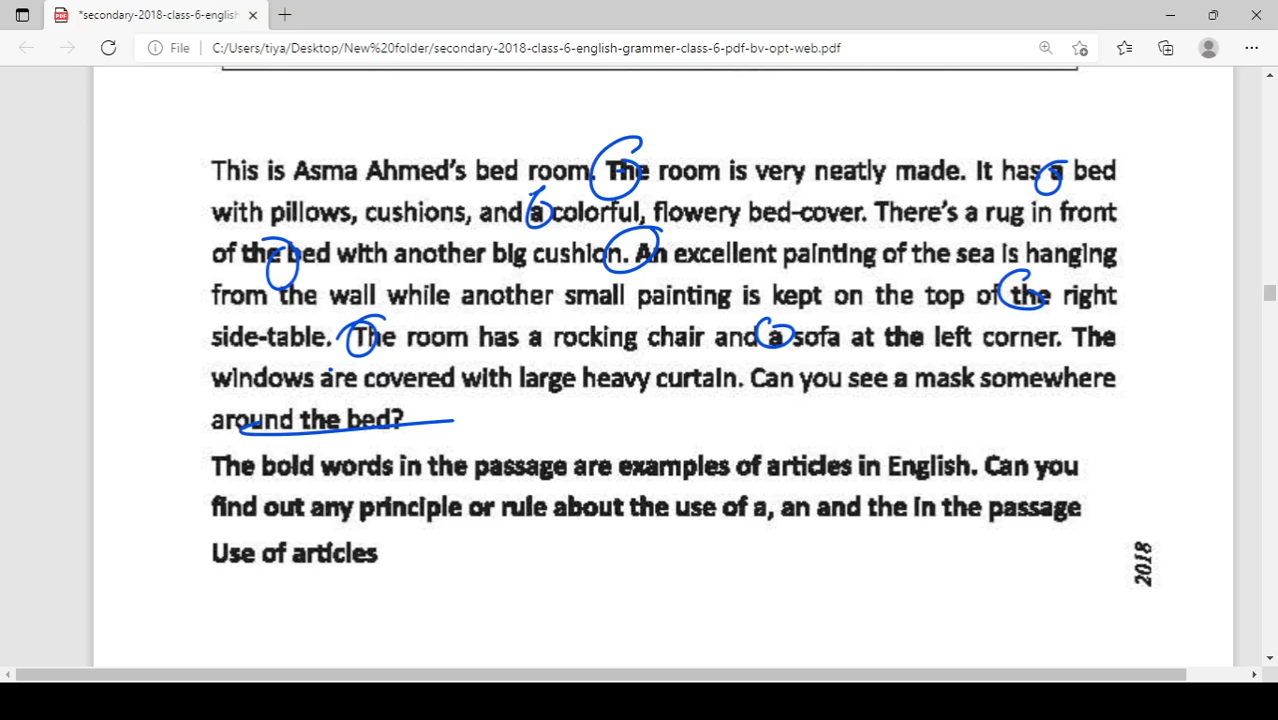 *secondary-2018-class-6-english
File C:/Users/tiya/Desktop/New%20folder/secondary-2018-class-6-english-grammer-class-6-pdf-bv-opt-web.pdf
This is Asma Ahmed's bed room. The room is very neatly made. It has a bed
with pillows, cushions, and a colorful, flowery bed-cover. There's a rug in front
of the bed with another big cushion. An excellent painting of the sea is hanging
from the wall while another small painting is kept on the top of the right
side-table. The room has a rocking chair and a sofa at the left corner. The
windows are covered with large heavy curtain. Can you see a mask somewhere
around the bed?
The bold words in the passage are examples of articles in English. Can you
find out any principle or rule about the use of a, an and the in the passage
Use of articles
2018